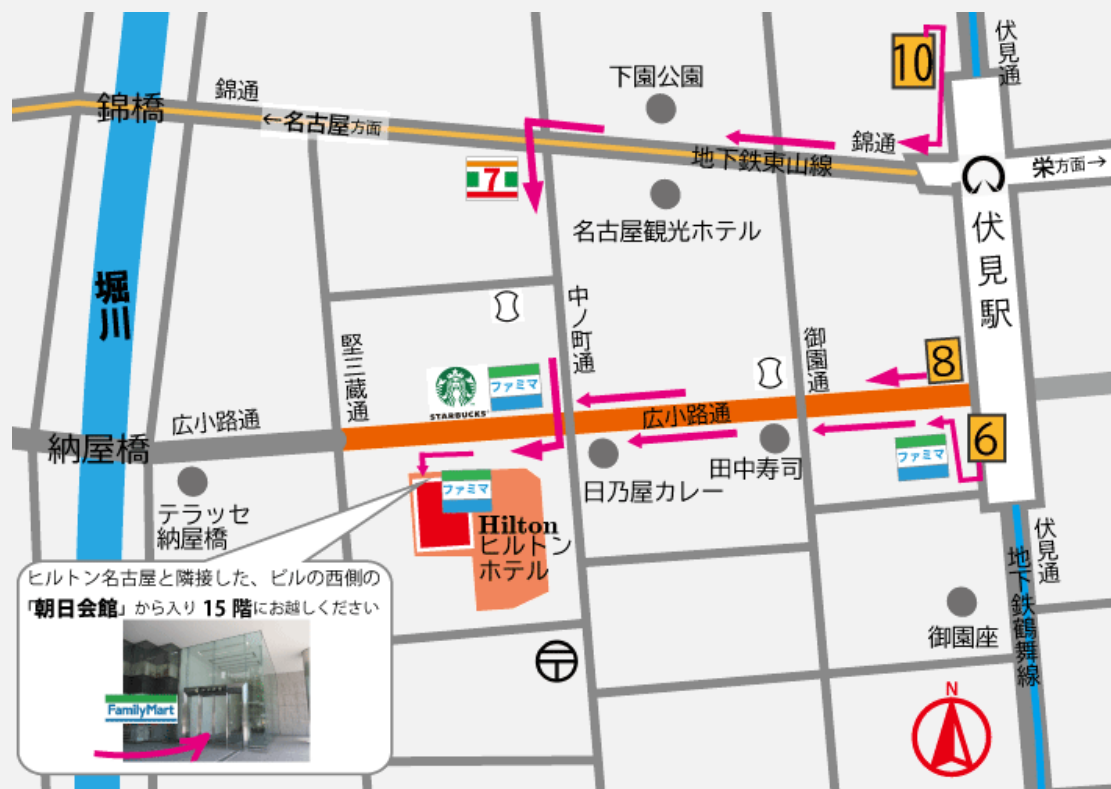 伏見通
10
下園公園
錦通
錦橋
←名古屋方面
錦通
地下鉄東山線
栄方面→
7
名古屋観光ホテル
伏見駅
堀川
中ノ町通
御園通
堅三蔵通
8
STARBUCKS
ファミマ
広小路通
広小路通
納屋橋
6
ファミマ
田中寿司
日乃屋カレー
ファミマ
テラッセ
納屋橋
Hilton
ヒルトン
ホテル
伏見通
地下鉄鶴舞線
ヒルトン名古屋と隣接した、ビルの西側の
「朝日会館」から入り 15 階にお越しください
御園座
FamilyMart
N